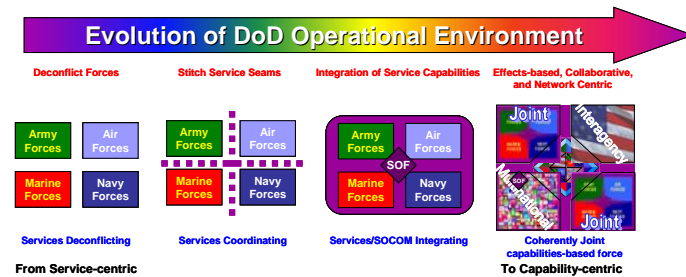 Evolution of DoD Operational Environment
Deconflict Forces
Stitch Service Seams
Integration of Service Capabilities
Effects-based, Collaborative,
and Network Centric
Army
Forces
Air
Forces
Marine
Forces
Navy
Forces
Army
Forces
Air
Forces
Marine
Forces
Navy
Forces
Army
Forces
Air
Forces
SOF
Marine
Forces
Navy
Forces
Joint
Interagency
SOF
Multinational
Joint
Services Deconflicting
Services Coordinating
Services/SOCOM Integrating
Coherently Joint
capabilities-based force
From Service-centric
To Capability-centric